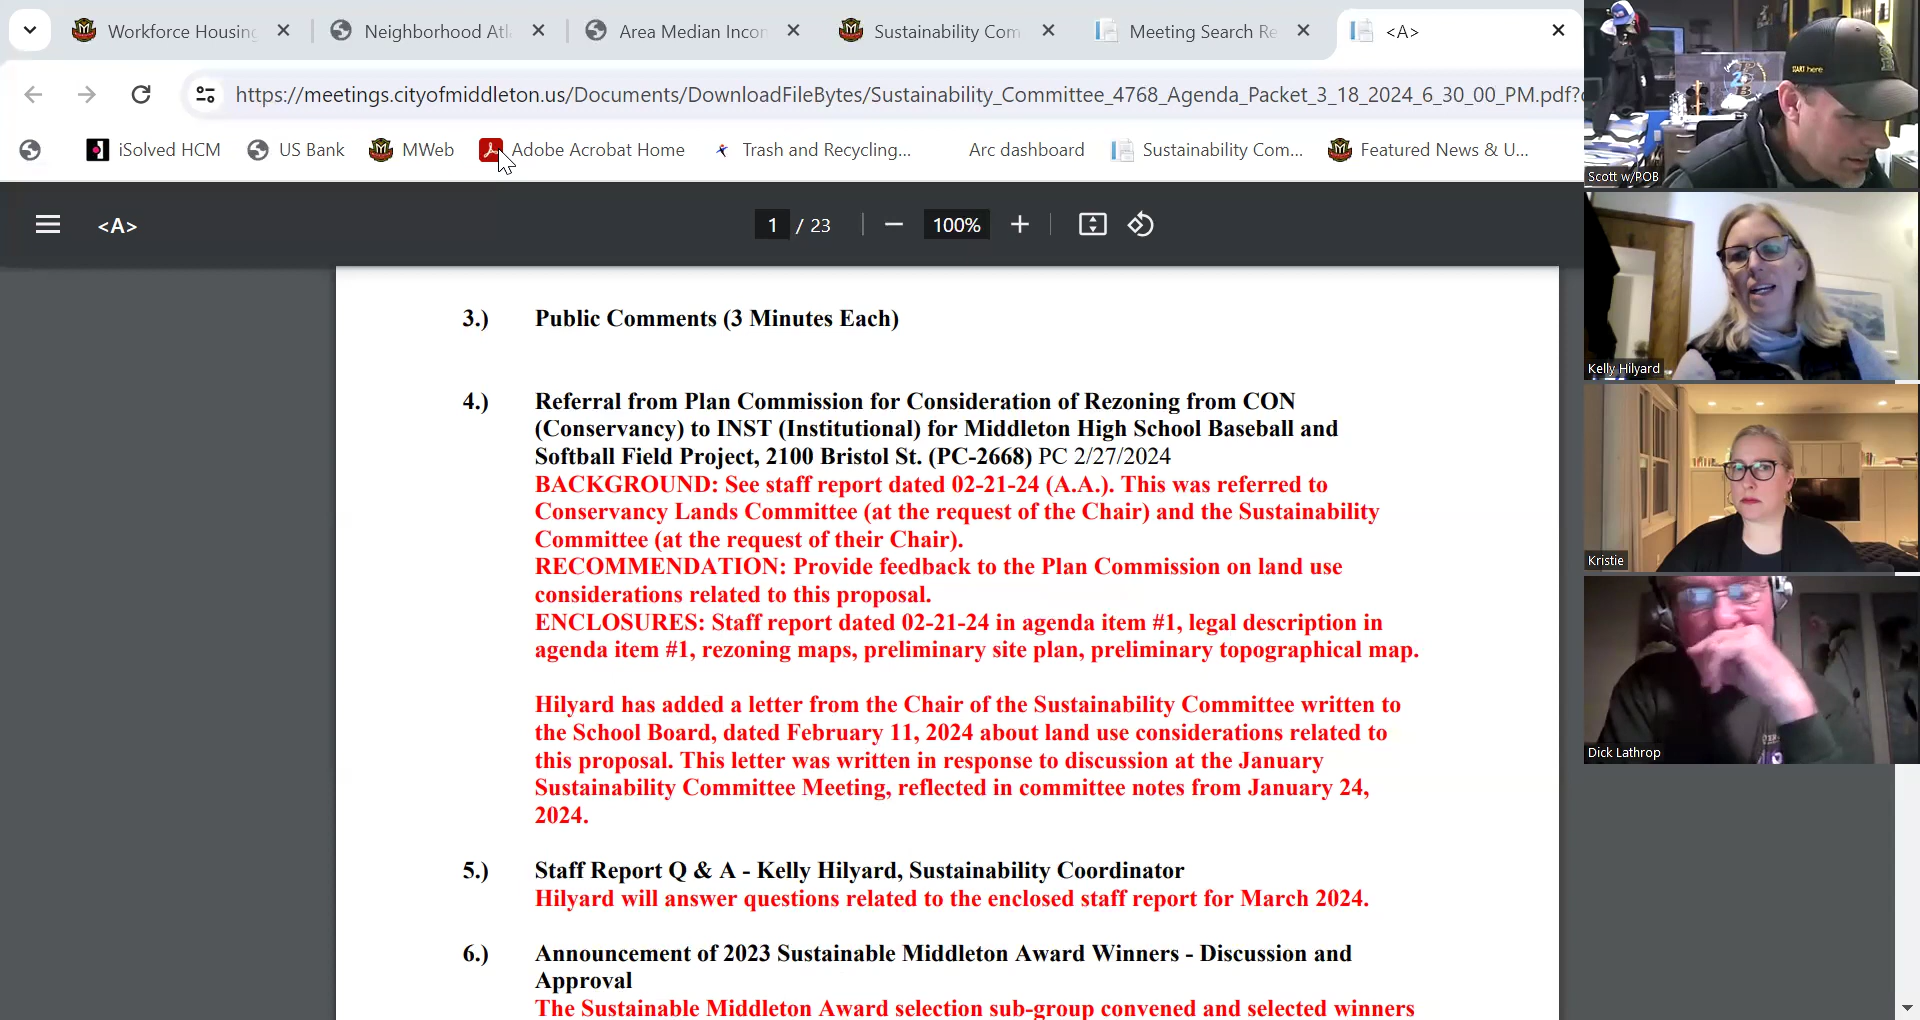 Workforce Housing
Neighborhood Atl
Area Median Incor
Sustainability Com
Meeting Search Re
<A>
https://meetings.cityofmiddleton.us/Documents/DownloadFileBytes/Sustainability_Committee_4768_Agenda_Packet_3_18_2024_6_30_00_PM.pdf?
iSolved HCM
US Bank
MWeb
Adobe Acrobat Home
Trash and Recycling...
Arc dashboard
Sustainability Com...
Featured News & U...
<A>
1 / 23
100%
3.) Public Comments (3 Minutes Each)
4.) Referral from Plan Commission for Consideration of Rezoning from CON
(Conservancy) to INST (Institutional) for Middleton High School Baseball and
Softball Field Project, 2100 Bristol St. (PC-2668) PC 2/27/2024
BACKGROUND: See staff report dated 02-21-24 (A.A.). This was referred to
Conservancy Lands Committee (at the request of the Chair) and the Sustainability
Committee (at the request of their Chair).
RECOMMENDATION: Provide feedback to the Plan Commission on land use
considerations related to this proposal.
ENCLOSURES: Staff report dated 02-21-24 in agenda item #1, legal description in
agenda item #1, rezoning maps, preliminary site plan, preliminary topographical map.
Hilyard has added a letter from the Chair of the Sustainability Committee written to
the School Board, dated February 11, 2024 about land use considerations related to
this proposal. This letter was written in response to discussion at the January
Sustainability Committee Meeting, reflected in committee notes from January 24,
2024.
5.) Staff Report Q & A - Kelly Hilyard, Sustainability Coordinator
Hilyard will answer questions related to the enclosed staff report for March 2024.
6.) Announcement of 2023 Sustainable Middleton Award Winners - Discussion and
Approval
The Sustainable Middleton Award selection sub-group convened and selected winners
START here
Scott w/POB
Kelly Hilyard
Kristie
Dick Lathrop